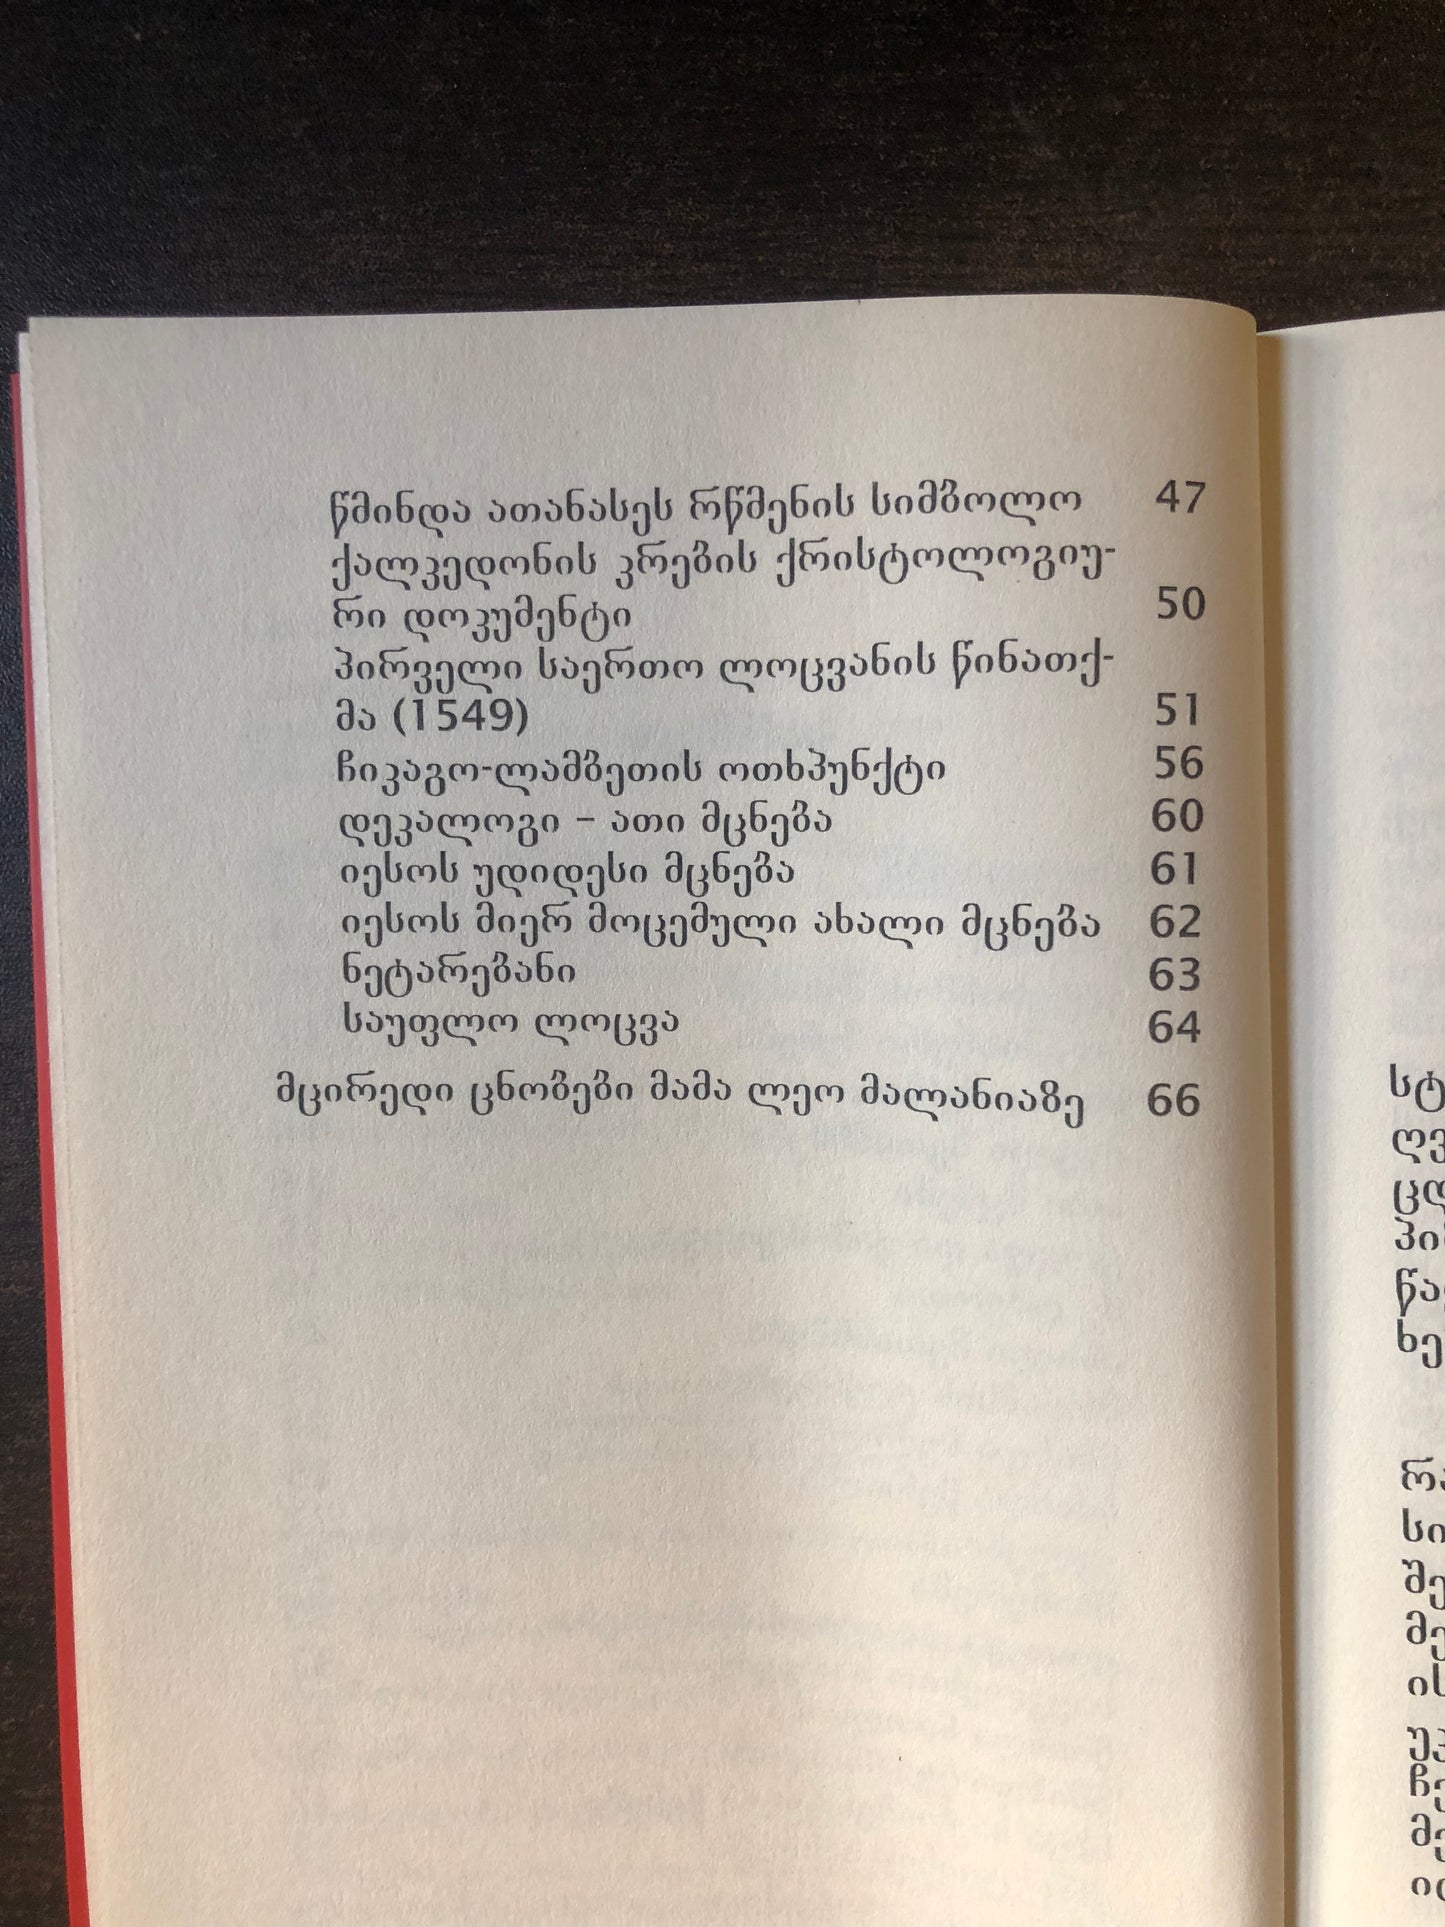 წმინდა ათანასეს რწმენის სიმბოლო 47
ქალკედონის კრების ქრისტოლოგიუ-
რი დოკუმენტი 50
პირველი საერთო ლოცვანის წინათქ-
მა (1549) 51
ჩიკაგო-ლამბეთის ოთხპუნქტი 56
დეკალოგი – ათი მცნება 60
იესოს უდიდესი მცნება 61
იესოს მიერ მოცემული ახალი მცნება 62
ნეტარებანი 63
საუფლო ლოცვა 64
მცირედი ცნობები მამა ლეო მალანიაზე 66